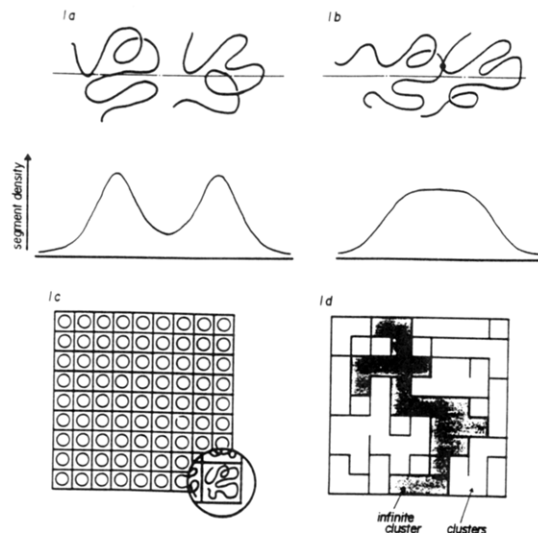 1a
1b
segment density
1c
1d
infinite
cluster
clusters